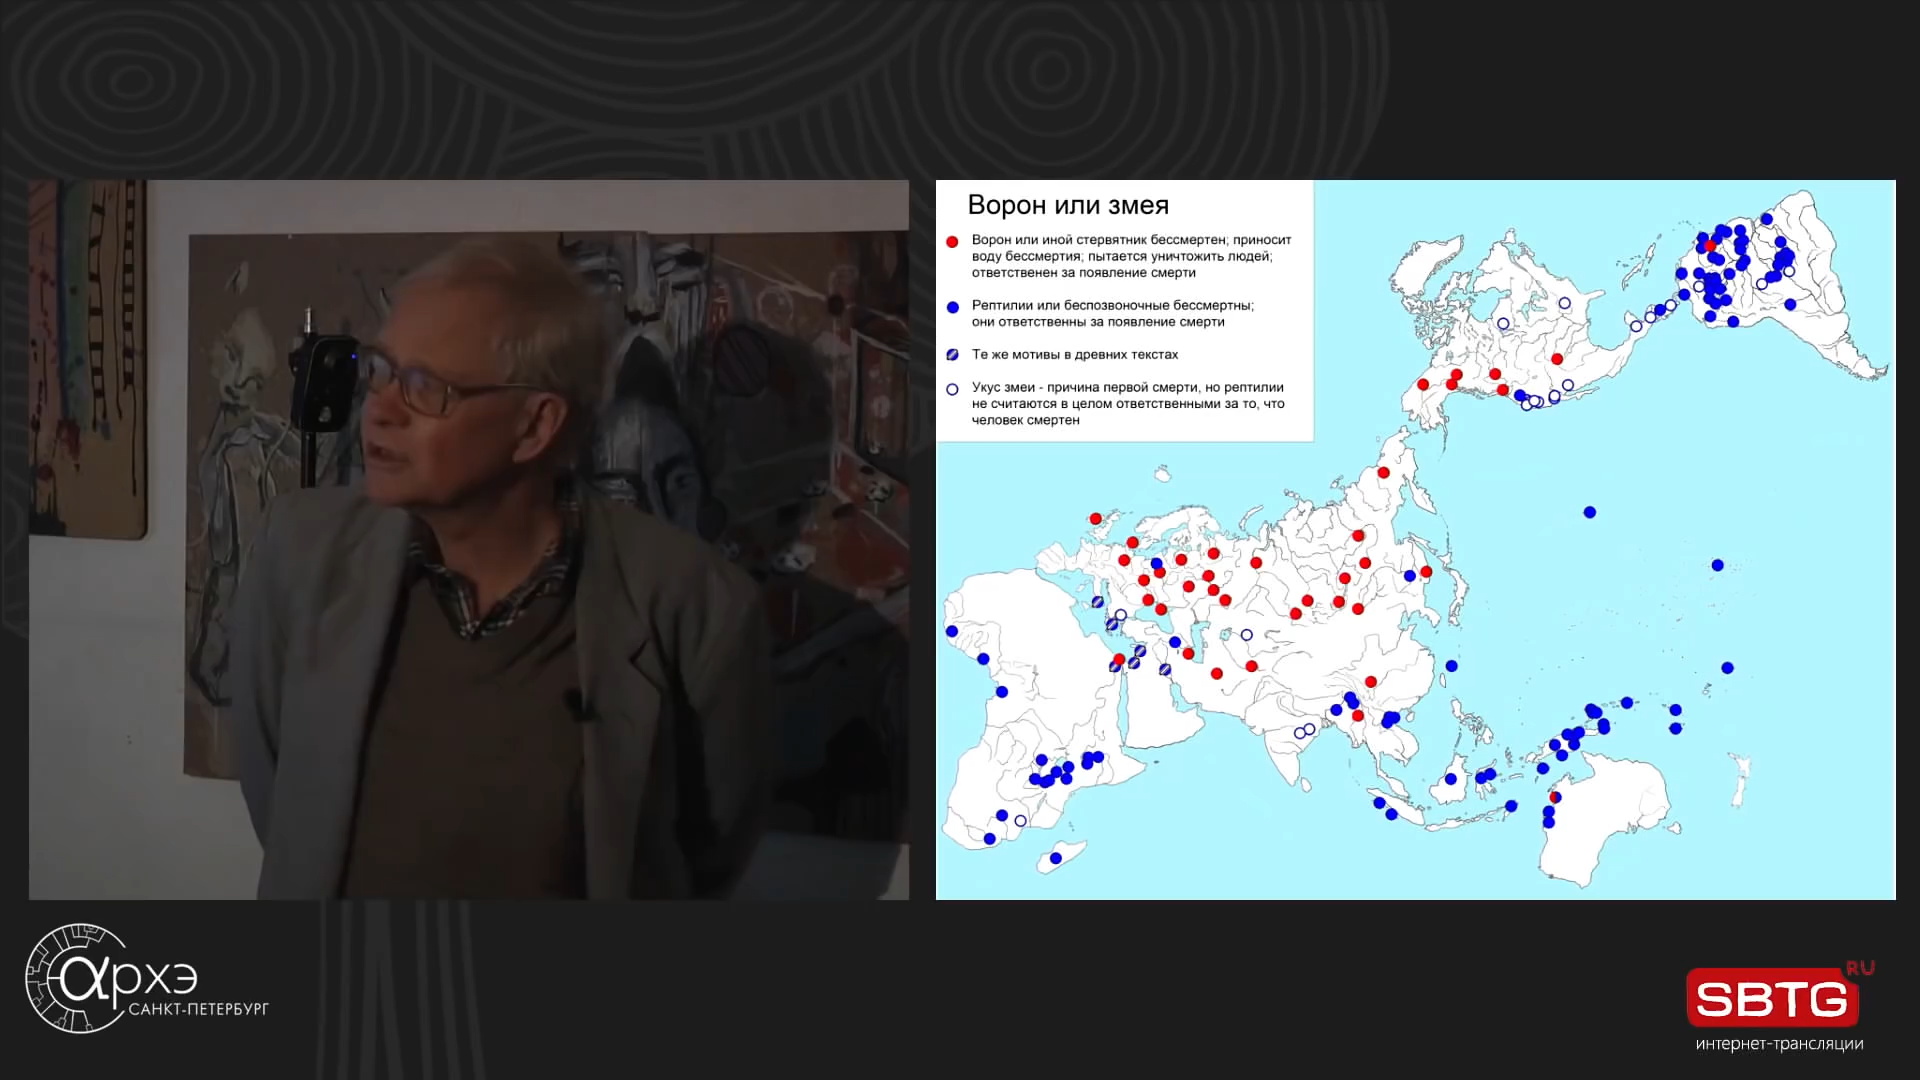 Ворон или змея
Ворон или иной стервятник бессмертен; приносит
воду бессмертия; пытается уничтожить людей;
ответственен за появление смерти
Рептилии или беспозвоночные бессмертны;
они ответственны за появление смерти
Те же мотивы в древних текстах
Укус змеи - причина первой смерти, но рептилии
не считаются в целом ответственными за то, что
человек смертен
αрхэ
САНКТ-ПЕТЕРБУРГ
RU
SBTG
интернет-трансляции